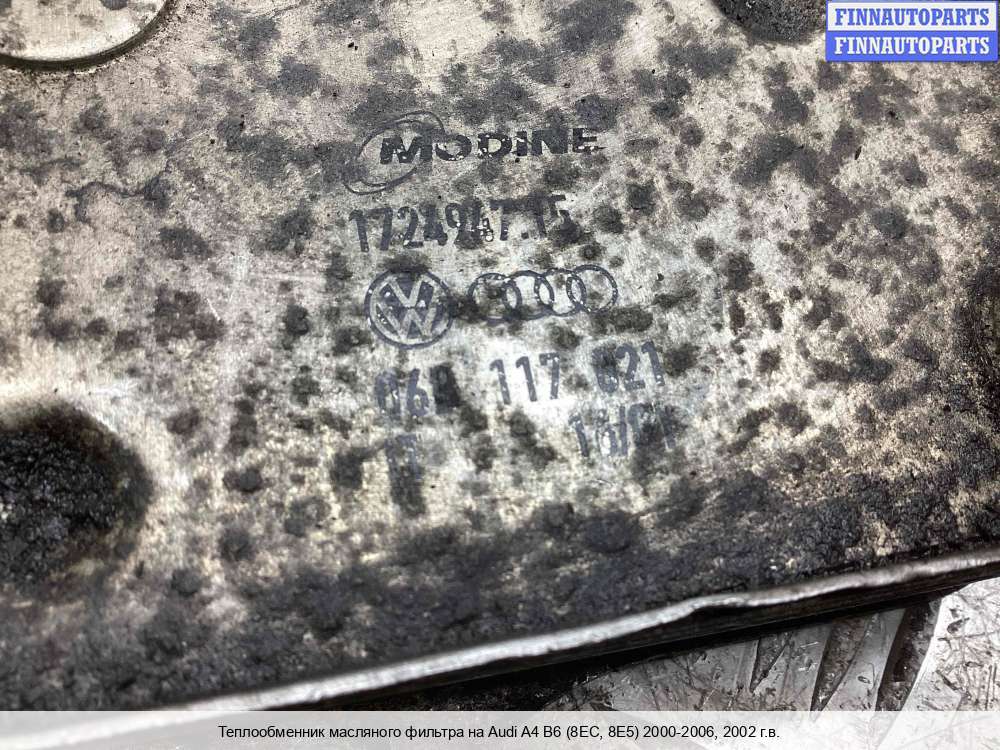 FINNAUTOPARTS
FINNAUTOPARTS
MODINE
117
Теплообменник масляного фильтра на Audi A4 B6 (8EC, 8E5) 2000-2006, 2002 г.в.